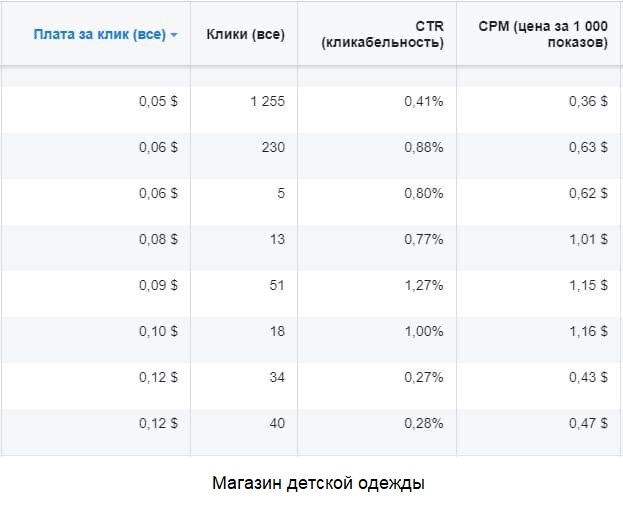 Плата за клик (все) Клики (все) CTR (кликабельность) CPM (цена за 1 000 показов)
0,05 $ 1 255 0,41% 0,36 $
0,06 $ 230 0,88% 0,63 $
0,06 $ 5 0,80% 0,62 $
0,08 $ 13 0,77% 1,01 $
0,09 $ 51 1,27% 1,15 $
0,10 $ 18 1,00% 1,16 $
0,12 $ 34 0,27% 0,43 $
0,12 $ 40 0,28% 0,47 $
Магазин детской одежды